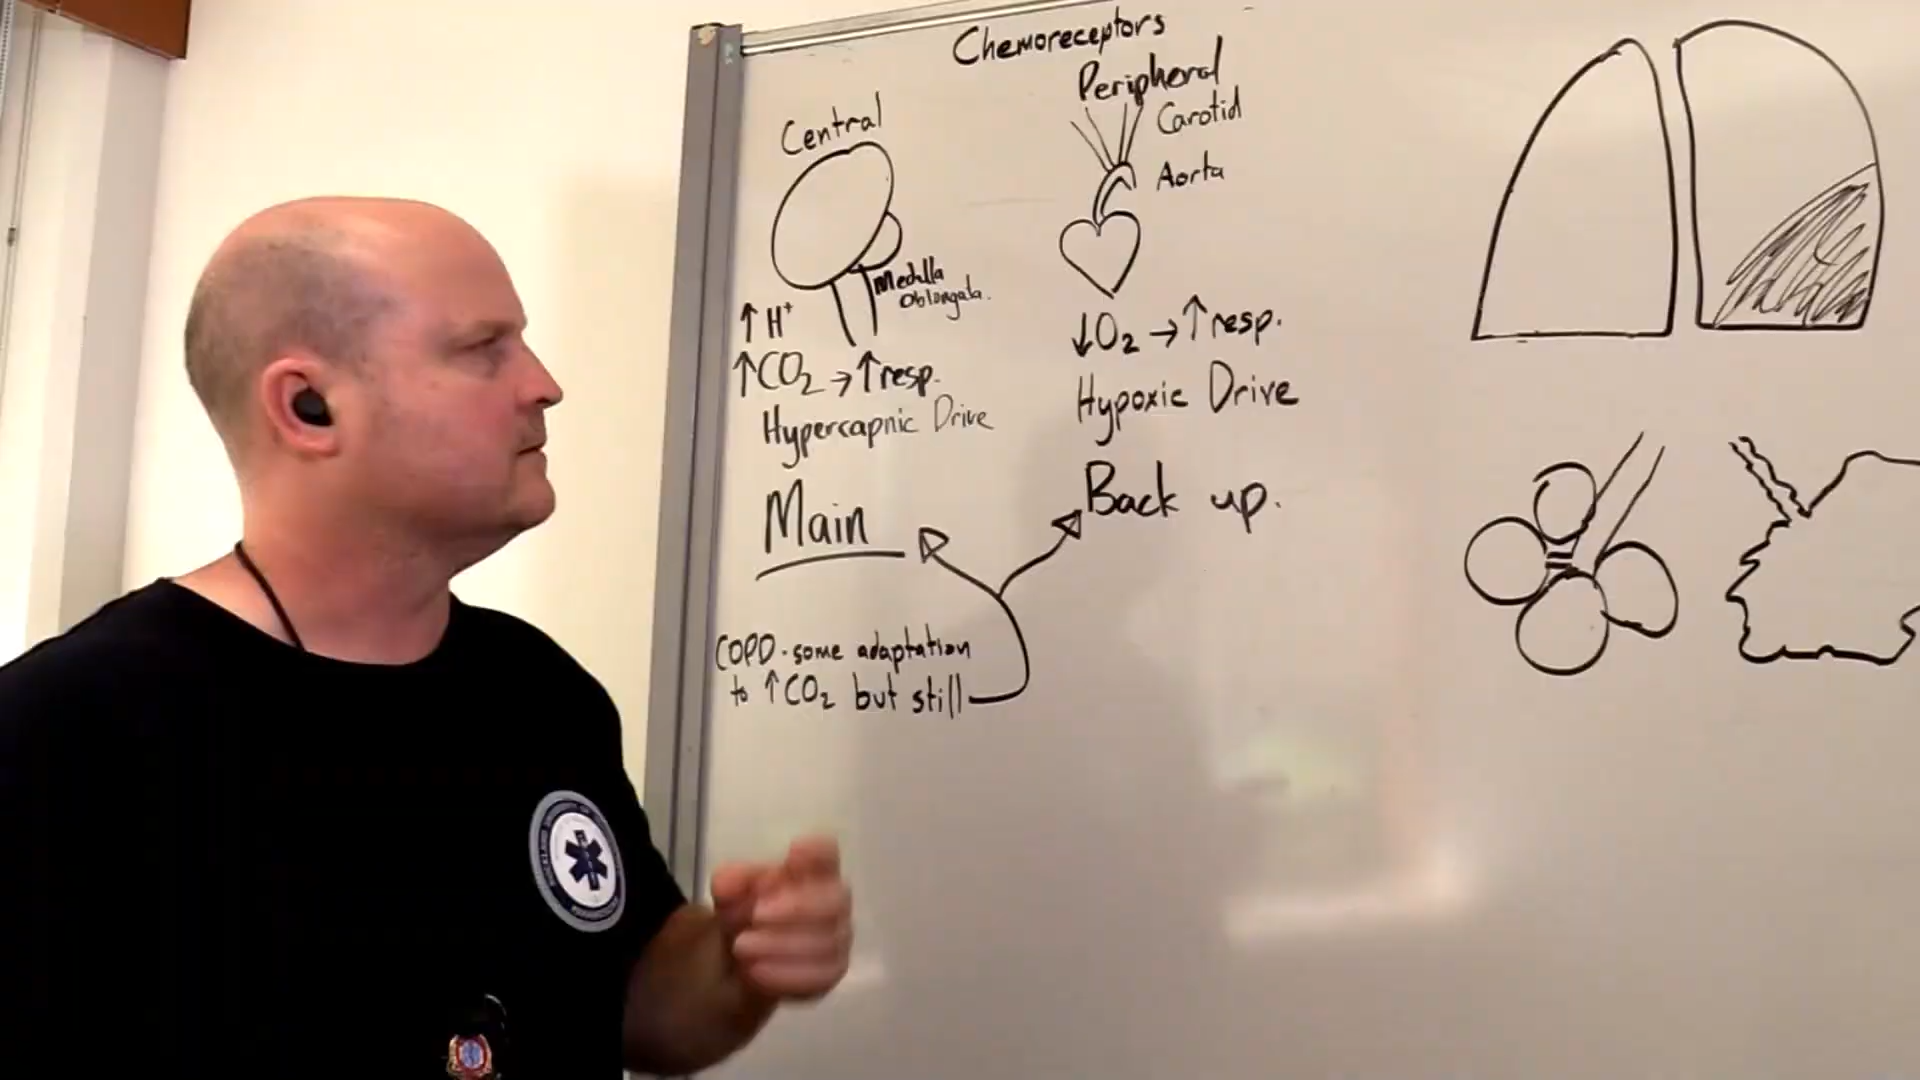 Chemoreceptors
Central
Medulla
Oblongata.
↑ H⁺
↑CO₂ → ↑resp.
Hypercapnic Drive
Main
COPD - some adaptation
to ↑CO₂ but still
Peripheral
Carotid
Aorta
↓O₂ → ↑resp.
Hypoxic Drive
Back up.